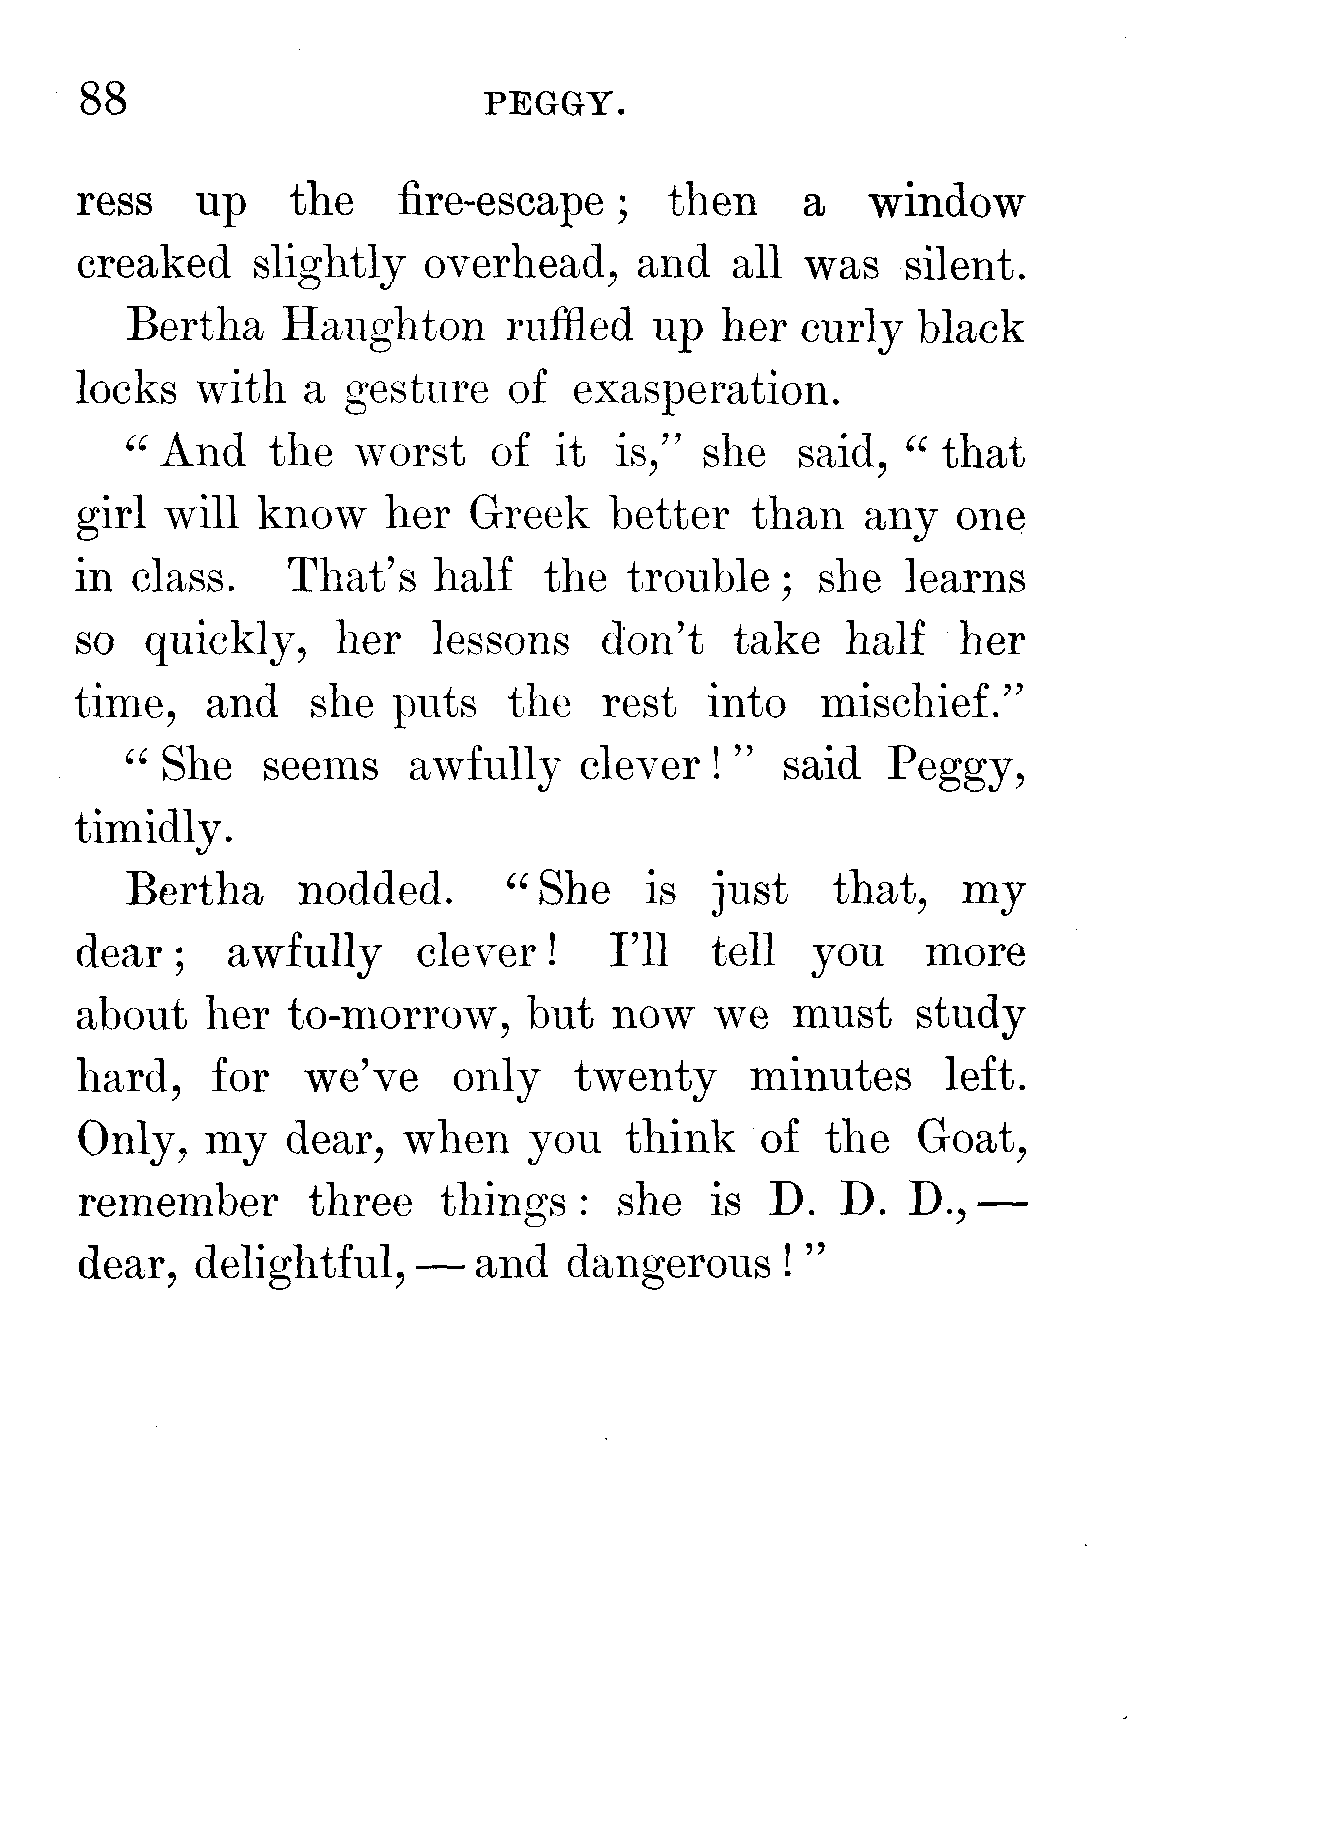 88 PEGGY.
ress up the fire-escape; then a window
creaked slightly overhead, and all was silent.
Bertha Haughton ruffled up her curly black
locks with a gesture of exasperation.
“And the worst of it is,” she said, “that
girl will know her Greek better than any one
in class. That’s half the trouble; she learns
so quickly, her lessons don’t take half her
time, and she puts the rest into mischief.”
“She seems awfully clever!” said Peggy,
timidly.
Bertha nodded. “She is just that, my
dear; awfully clever! I’ll tell you more
about her to-morrow, but now we must study
hard, for we’ve only twenty minutes left.
Only, my dear, when you think of the Goat,
remember three things: she is D. D. D.,—
dear, delightful,—and dangerous!”